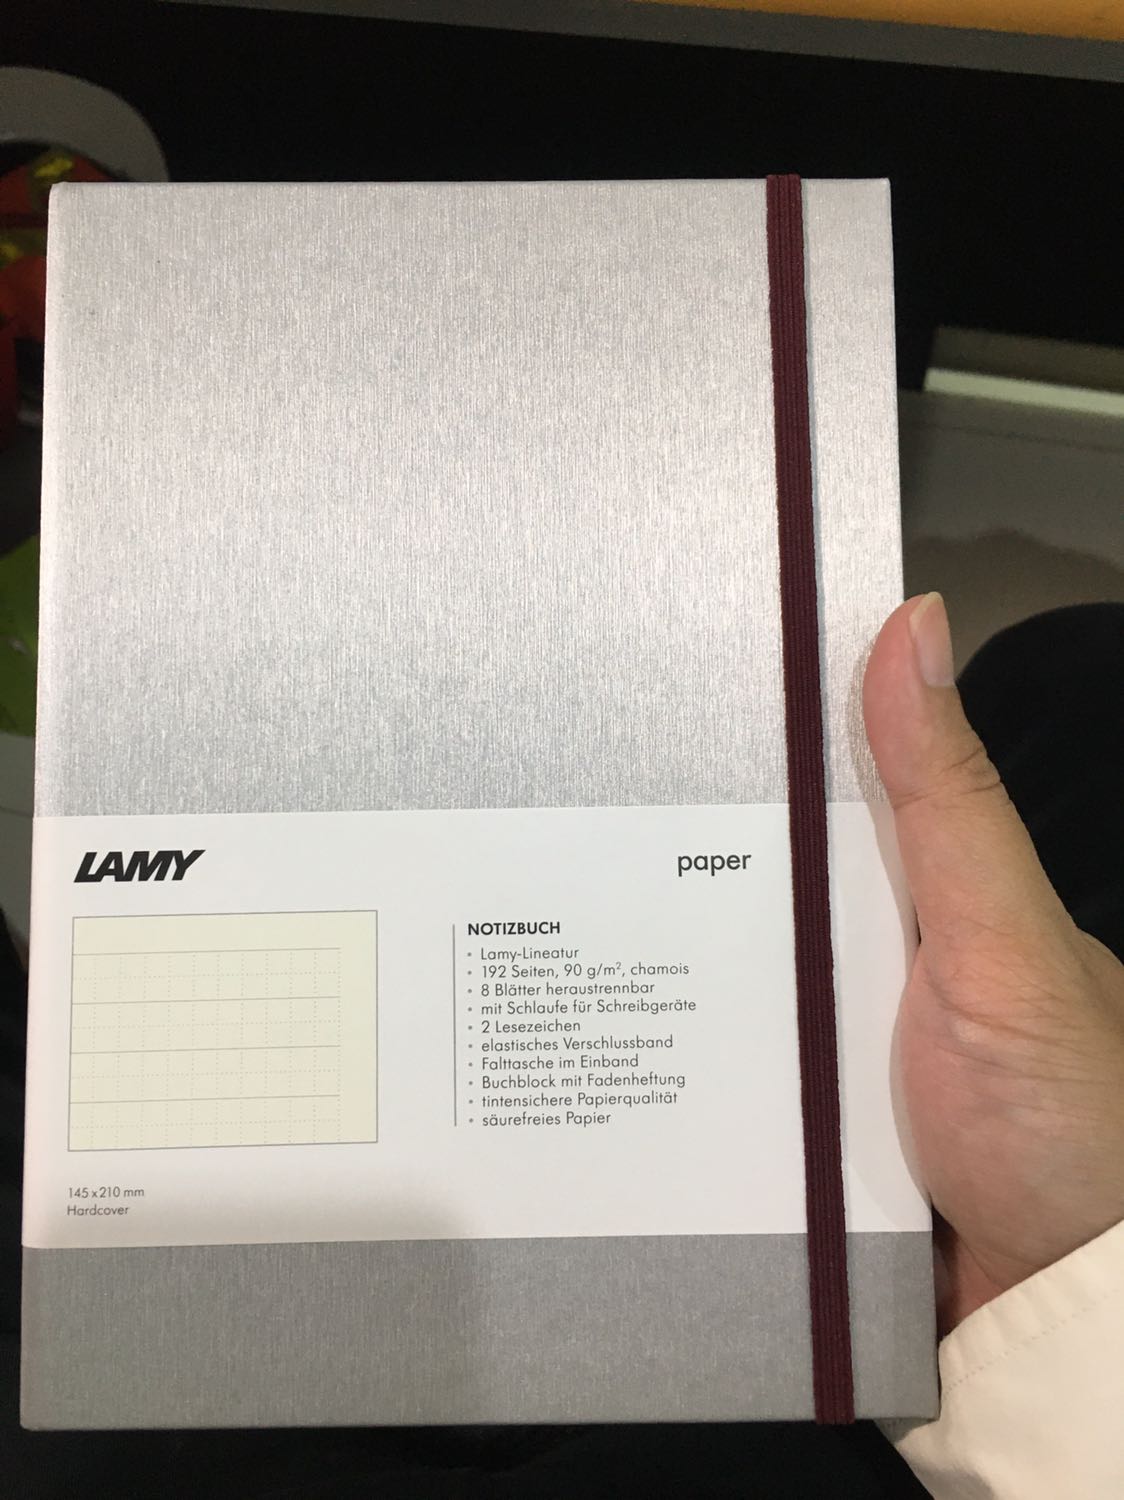 LAMY
paper
NOTIZBUCH
• Lamy-Lineatur
• 192 Seiten, 90 g/m², chamois
• 8 Blätter heraustrennbar
• mit Schlaufe für Schreibgeräte
• 2 Lesezeichen
• elastisches Verschlussband
• Falttasche im Einband
• Buchblock mit Fadenheftung
• tintensichere Papierqualität
• säurefreies Papier
145 x 210 mm
Hardcover